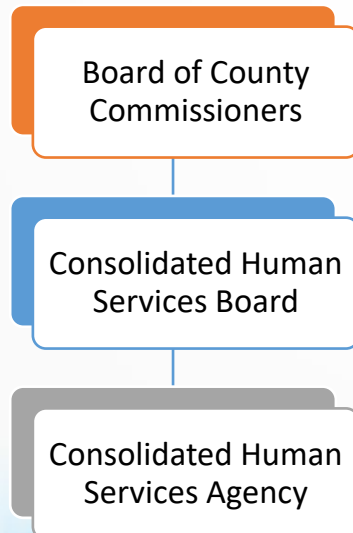 Board of County
Commissioners
Consolidated Human
Services Board
Consolidated Human
Services Agency